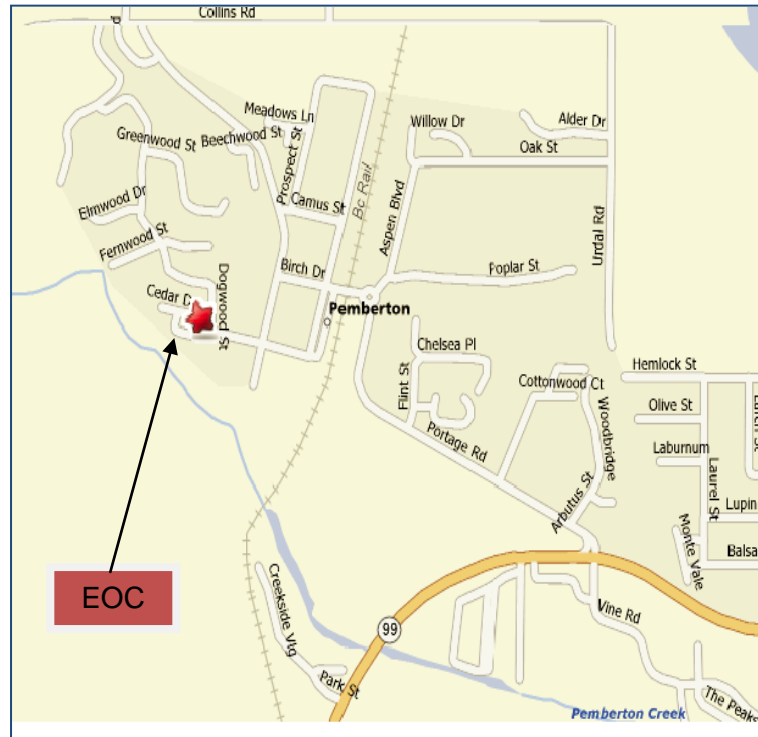 Collins Rd
Meadows Ln
Willow Dr
Alder Dr
Greenwood St
Beechwood St
Prospect St
Oak St
Bc Rail
Aspen Blvd
Urdal Rd
Elmwood Dr
Camus St
Fernwood St
Dogwood St
Birch Dr
Poplar St
Cedar D
Pemberton
Chelsea Pl
Flint St
Hemlock St
Cottonwood Ct
Woodbridge
Olive St
Portage Rd
Laburnum
Laurel St
Arbutus St
Lupin
Monte Vale
Balsa
EOC
Creekside Vlg
99
Vine Rd
Park St
The Peaks
Pemberton Creek